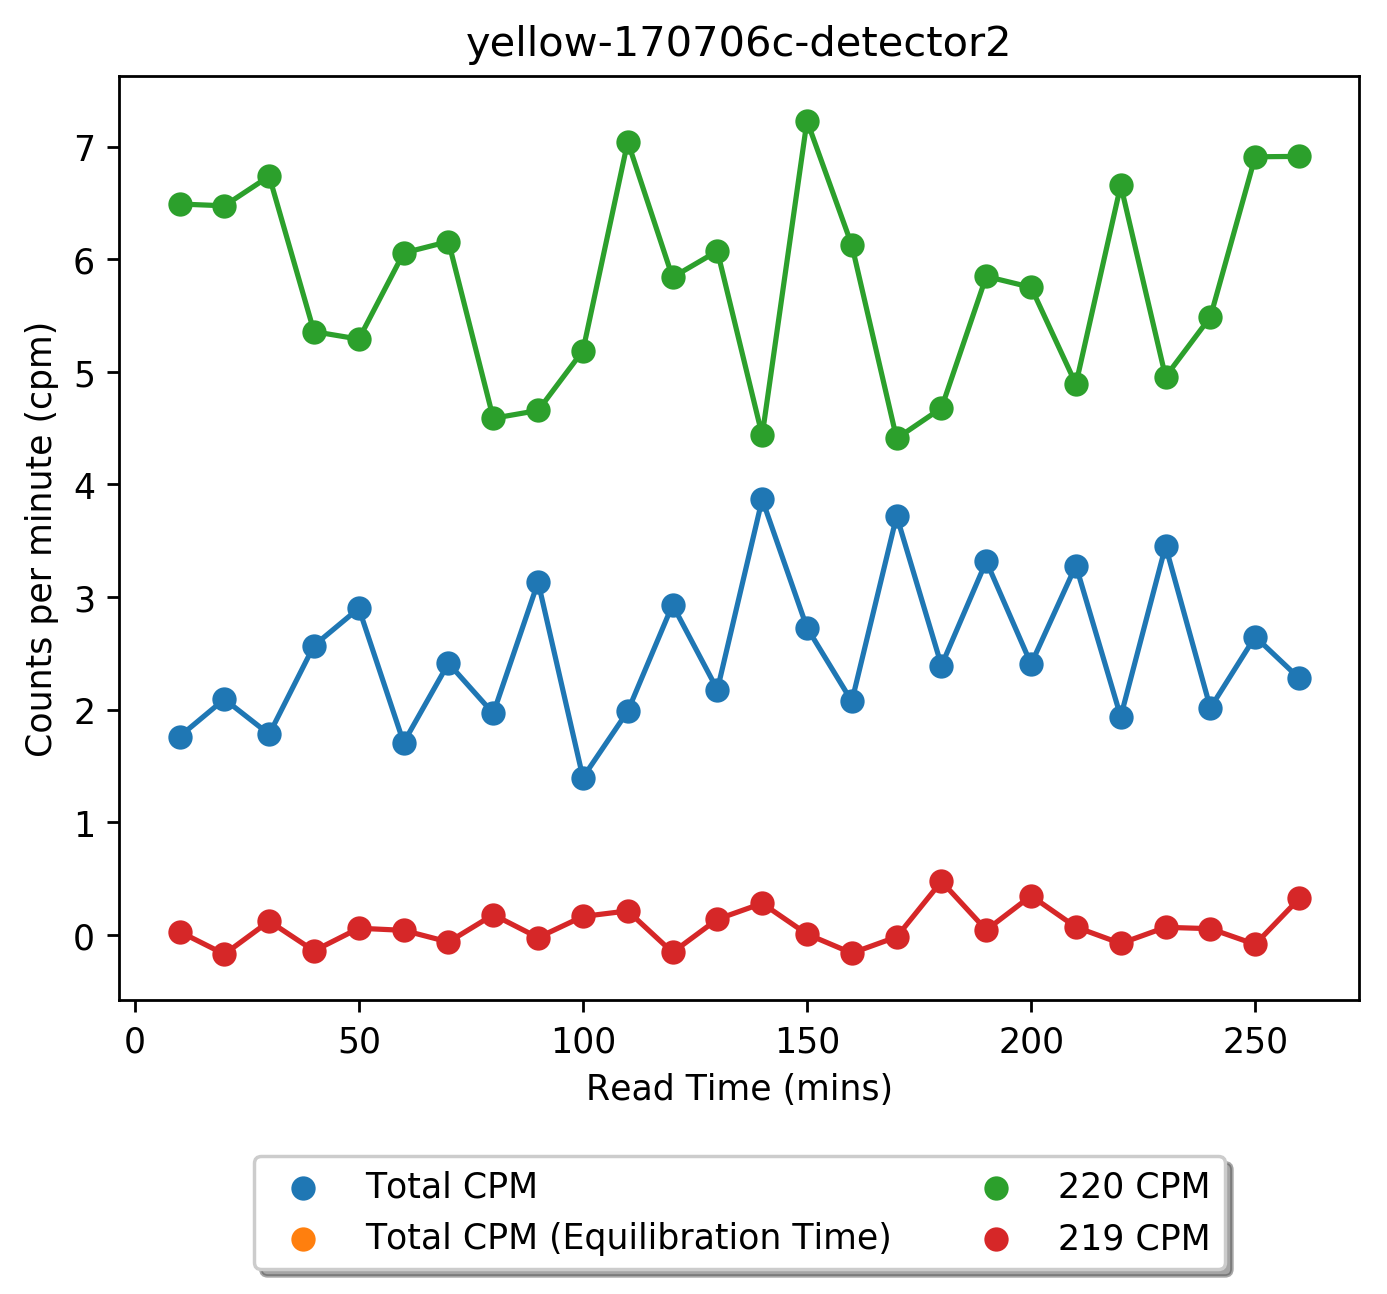 yellow-170706c-detector2
Counts per minute (cpm)
7
6
5
4
3
2
1
0
0 50 100 150 200 250
Read Time (mins)
Total CPM
Total CPM (Equilibration Time)
220 CPM
219 CPM